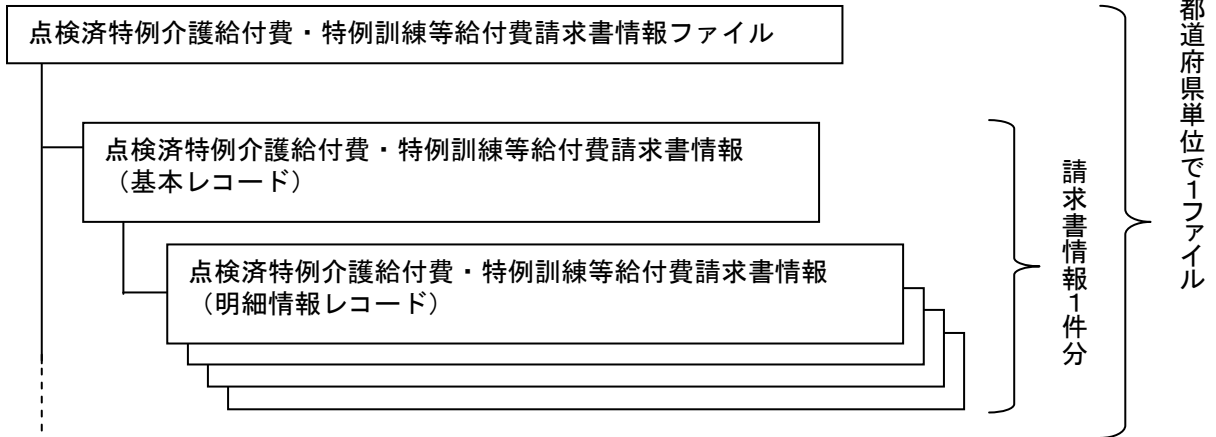 点検済特例介護給付費・特例訓練等給付費請求書情報ファイル
点検済特例介護給付費・特例訓練等給付費請求書情報
（基本レコード）
点検済特例介護給付費・特例訓練等給付費請求書情報
（明細情報レコード）
請求書情報１件分
都道府県単位で１ファイル